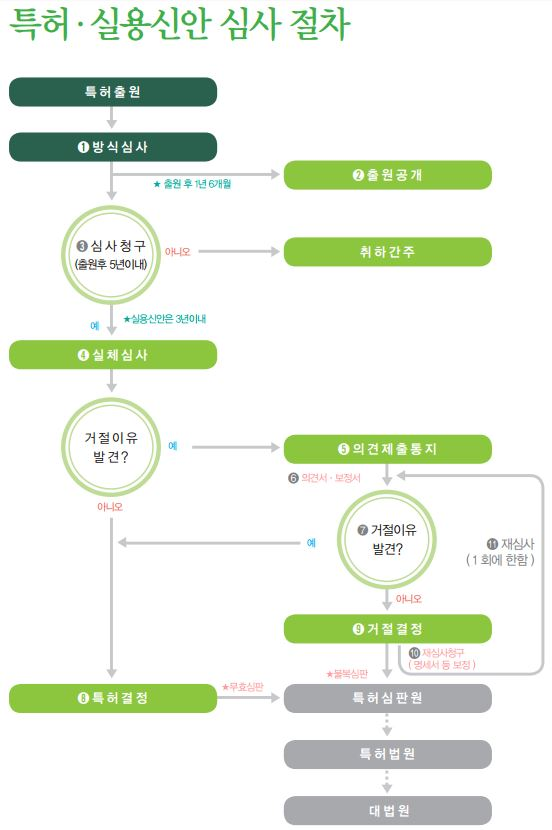 특허·실용신안 심사 절차
특허출원
❶방식심사
★ 출원 후 1년 6개월
❷출원공개
❸심사청구
(출원후 5년이내)
아니오
취하간주
예
★실용신안은 3년이내
❹실체심사
거절이유
발견?
예
❺의견제출통지
❻ 의견서·보정서
아니오
❼ 거절이유
발견?
예
⓫ 재심사
(1회에 한함)
아니오
❾거절결정
❿ 재심사청구
(명세서 등 보정)
★불복심판
❽특허결정
★무효심판
특허심판원
특허법원
대법원